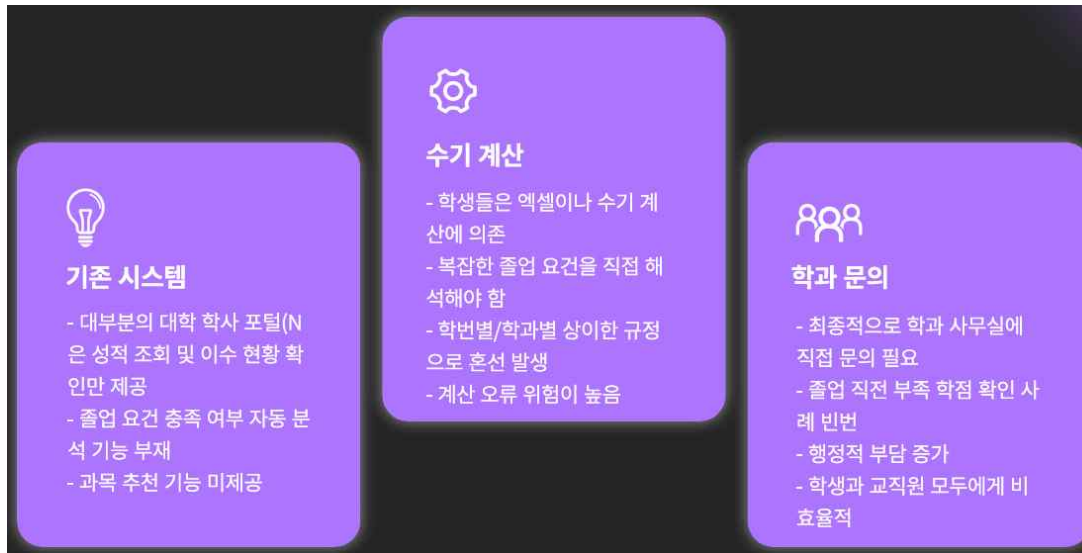 기존 시스템
- 대부분의 대학 학사 포털(N
은 성적 조회 및 이수 현황 확
인만 제공
- 졸업 요건 충족 여부 자동 분
석 기능 부재
- 과목 추천 기능 미제공
수기 계산
- 학생들은 엑셀이나 수기 계
산에 의존
- 복잡한 졸업 요건을 직접 해
석해야 함
- 학번별/학과별 상이한 규정
으로 혼선 발생
- 계산 오류 위험이 높음
학과 문의
- 최종적으로 학과 사무실에
직접 문의 필요
- 졸업 직전 부족 학점 확인 사
례 빈번
- 행정적 부담 증가
- 학생과 교직원 모두에게 비
효율적